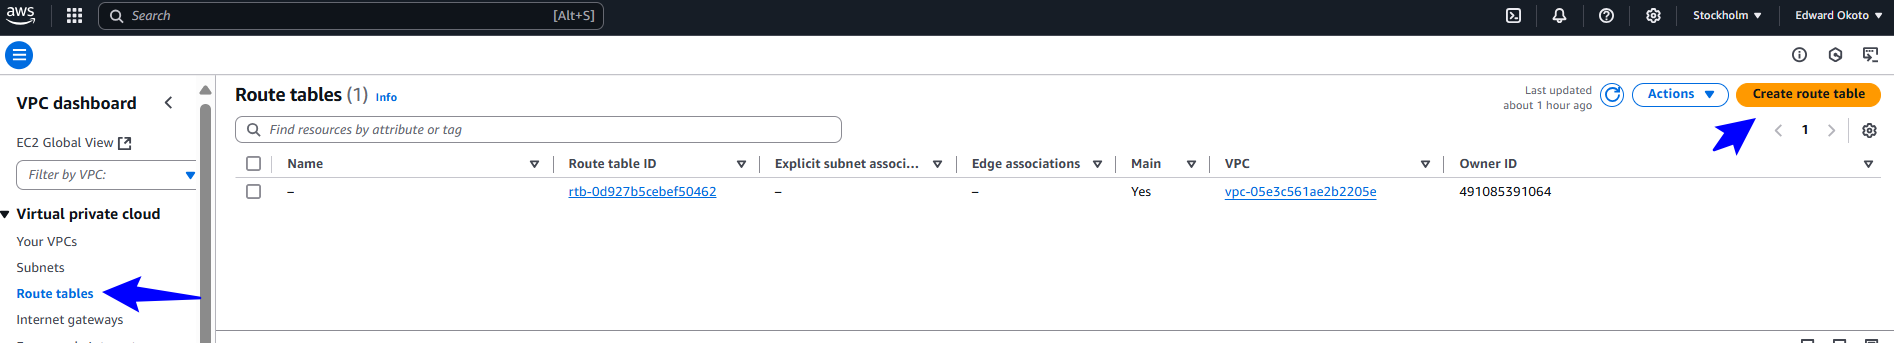 aws Search [Alt+S] Stockholm Edward Okoto
VPC dashboard
EC2 Global View
Filter by VPC:
Virtual private cloud
Your VPCs
Subnets
Route tables
Internet gateways
Route tables (1) Info
Last updated
about 1 hour ago
Actions
Create route table
Find resources by attribute or tag
1
Name Route table ID Explicit subnet associ... Edge associations Main VPC Owner ID
– rtb-0d927b5cebef50462 – – Yes vpc-05e3c561ae2b2205e 491085391064